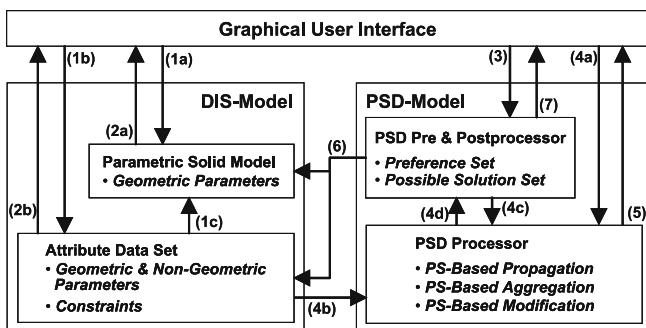 Graphical User Interface
(1b)
(1a)
(3)
(4a)
DIS-Model
PSD-Model
(2a)
(7)
(6)
PSD Pre & Postprocessor
• Preference Set
• Possible Solution Set
Parametric Solid Model
• Geometric Parameters
(2b)
(1c)
(4d)
(4c)
(5)
Attribute Data Set
• Geometric & Non-Geometric
Parameters
• Constraints
(4b)
PSD Processor
• PS-Based Propagation
• PS-Based Aggregation
• PS-Based Modification